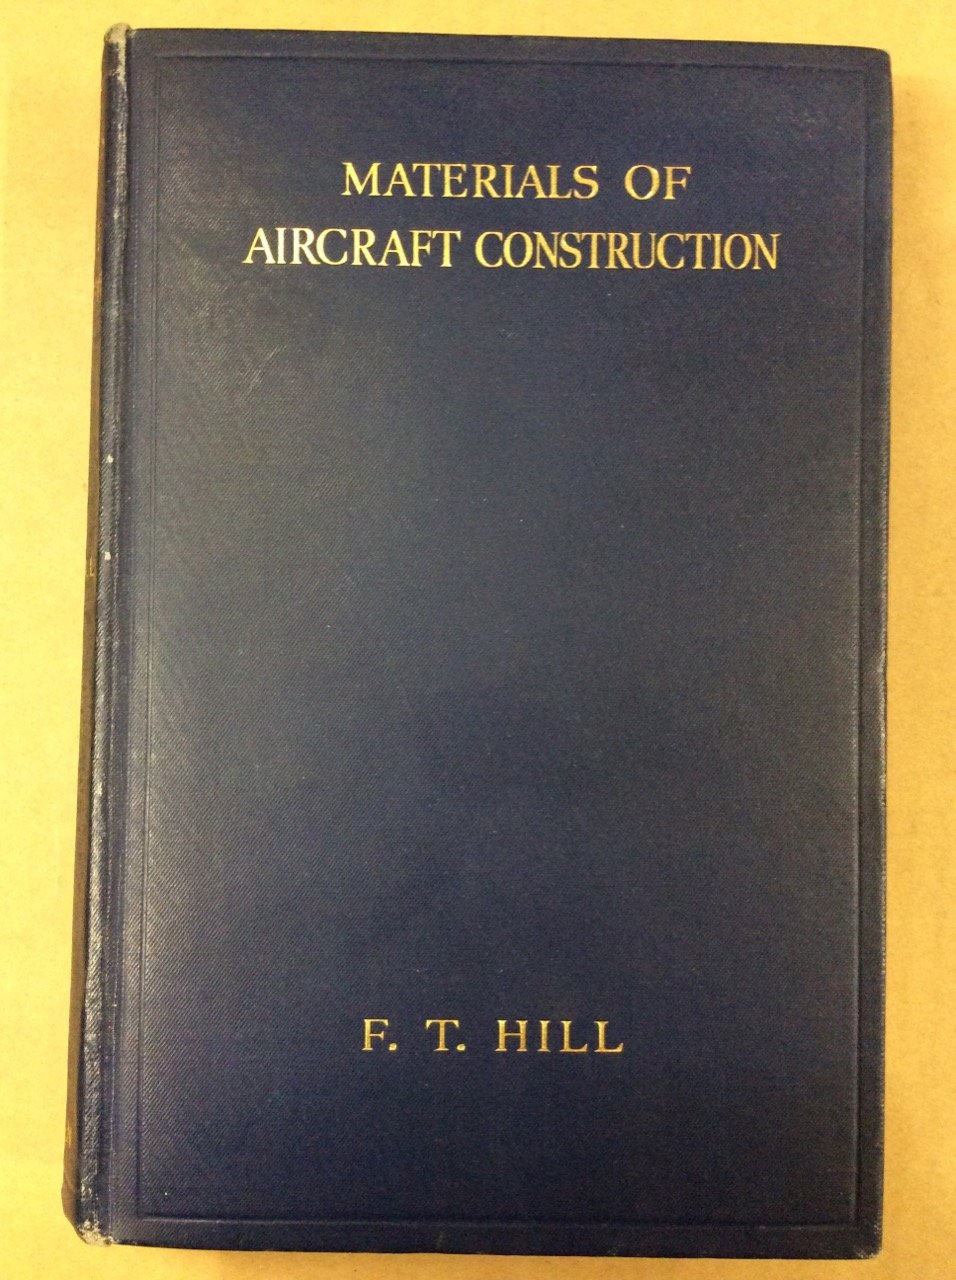 MATERIALS OF
AIRCRAFT CONSTRUCTION
F. T. HILL